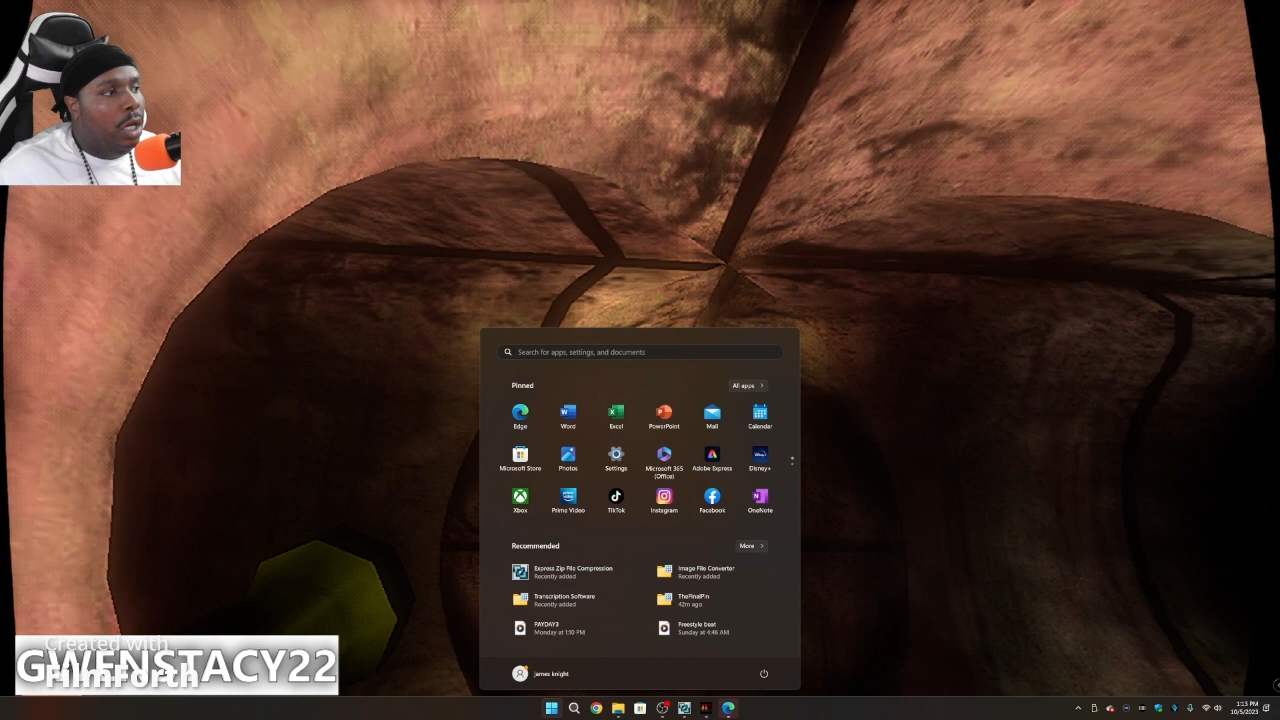 Search for apps, settings, and documents
Pinned
All apps
Edge
Word
Excel
PowerPoint
Mail
Calendar
Microsoft Store
Photos
Settings
Microsoft 365
(Office)
Adobe Express
Disney+
Xbox
Prime Video
TikTok
Instagram
Facebook
OneNote
Recommended
More
Express Zip File Compression
Recently added
Image File Converter
Recently added
Transcription Software
Recently added
TheFinalPin
42m ago
PAYDAY3
Monday at 1:10 PM
Freestyle beat
Sunday at 4:46 AM
james knight
Created with
GWENSTACY22
FilmForth
1:13 PM
10/5/2023